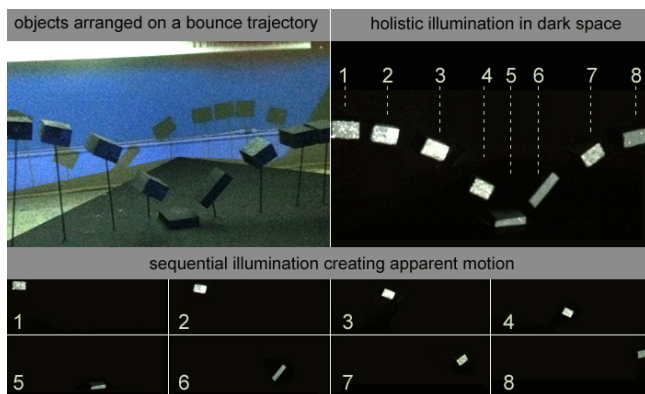 objects arranged on a bounce trajectory
holistic illumination in dark space
1 2 3 4 5 6 7 8
sequential illumination creating apparent motion
1
2
3
4
5
6
7
8